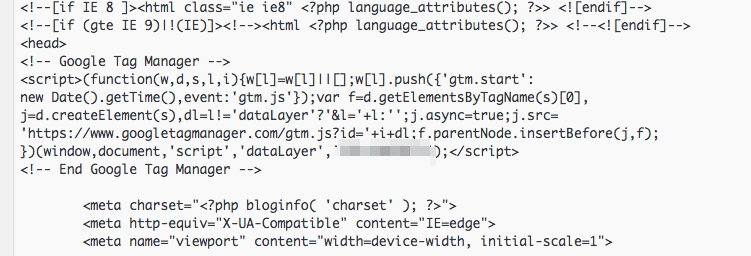 <!--[if IE 8 ]><html class="ie ie8" <?php language_attributes(); ?>> <![endif]-->
<!--[if (gte IE 9)|!(IE)]><!--><html <?php language_attributes(); ?>> <!--<![endif]-->
<head>
<!-- Google Tag Manager -->
<script>(function(w,d,s,l,i){w[l]=w[l]||[];w[l].push({'gtm.start':
new Date().getTime(),event:'gtm.js'});var f=d.getElementsByTagName(s)[0],
j=d.createElement(s),dl=l!='dataLayer'?'&l='+l:'';j.async=true;j.src=
'https://www.googletagmanager.com/gtm.js?id='+i+dl;f.parentNode.insertBefore(j,f);
})(window,document,'script','dataLayer',');</script>
<!-- End Google Tag Manager -->
<meta charset="<?php bloginfo( 'charset' ); ?>">
<meta http-equiv="X-UA-Compatible" content="IE=edge">
<meta name="viewport" content="width=device-width, initial-scale=1">